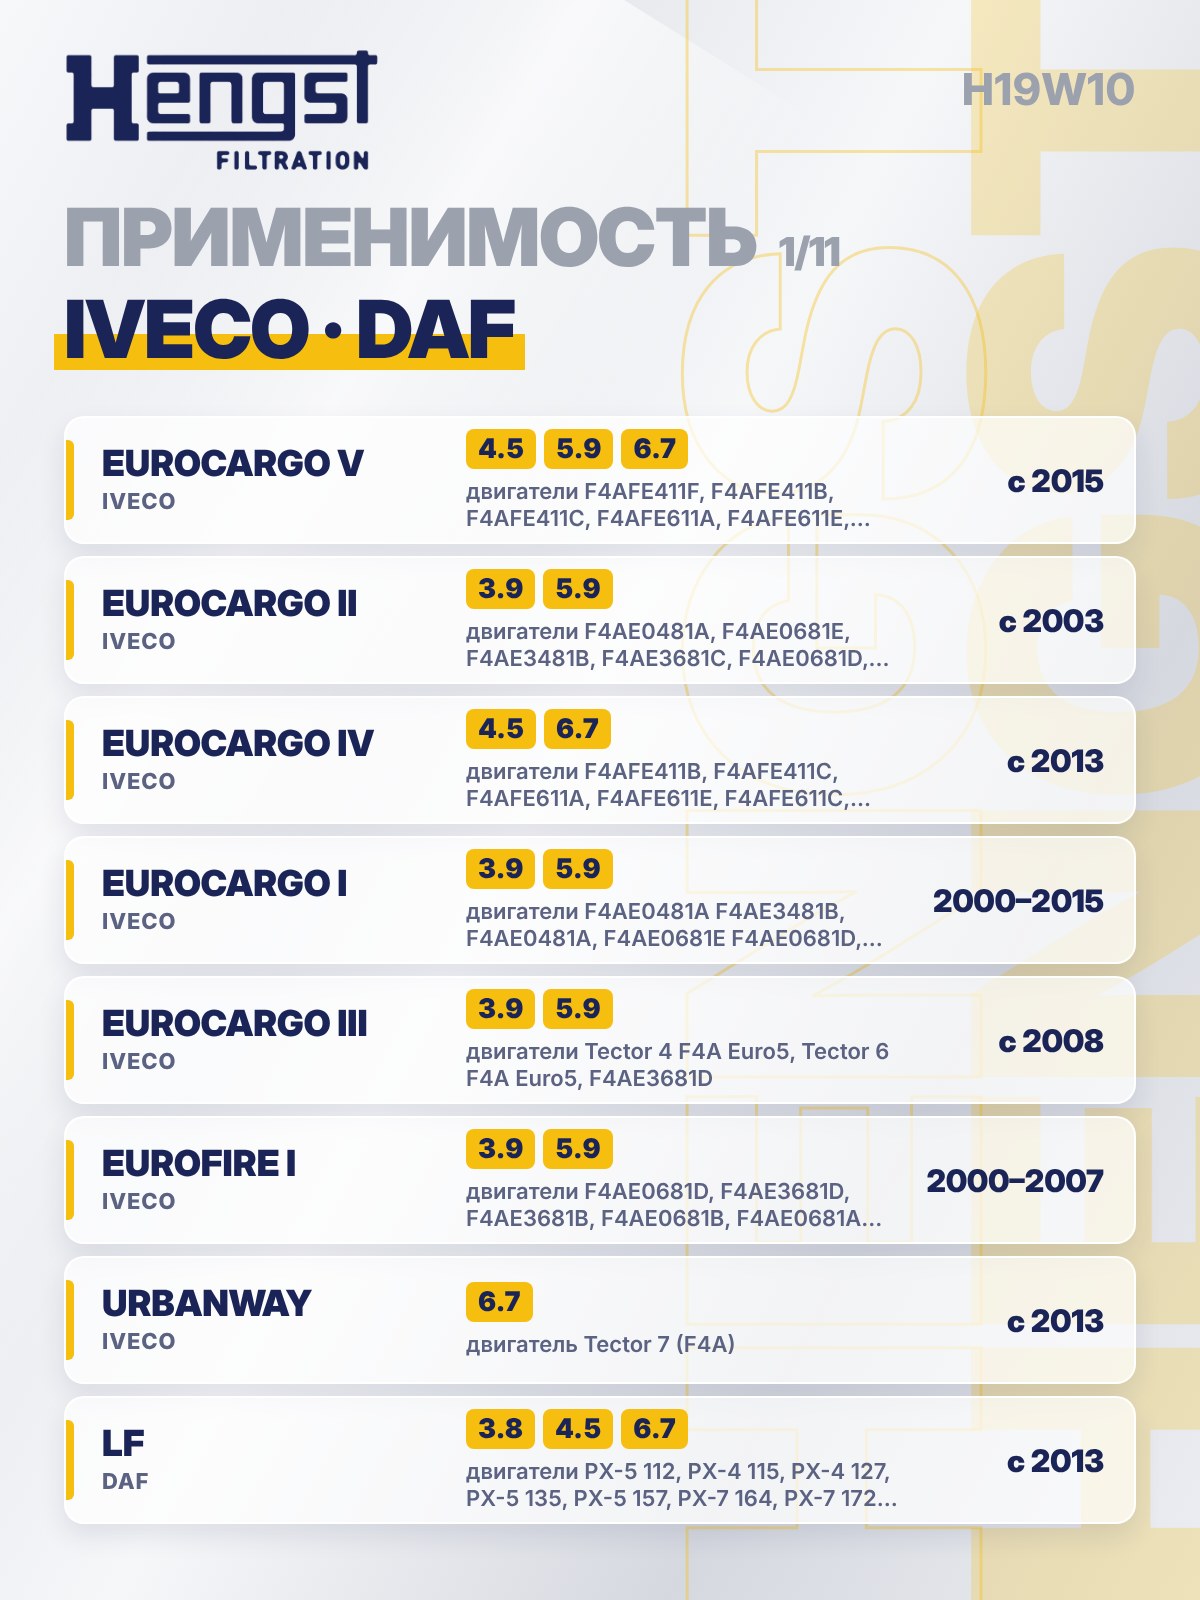 Hengst
FILTRATION
H19W10
ПРИМЕНИМОСТЬ 1/11
IVECO · DAF
EUROCARGO V
IVECO
4.5 5.9 6.7
двигатели F4AFE411F, F4AFE411B,
F4AFE411C, F4AFE611A, F4AFE611E,...
с 2015
EUROCARGO II
IVECO
3.9 5.9
двигатели F4AE0481A, F4AE0681E,
F4AE3481B, F4AE3681C, F4AE0681D,...
с 2003
EUROCARGO IV
IVECO
4.5 6.7
двигатели F4AFE411B, F4AFE411C,
F4AFE611A, F4AFE611E, F4AFE611C,...
с 2013
EUROCARGO I
IVECO
3.9 5.9
двигатели F4AE0481A F4AE3481B,
F4AE0481A, F4AE0681E F4AE0681D,...
2000–2015
EUROCARGO III
IVECO
3.9 5.9
двигатели Tector 4 F4A Euro5, Tector 6
F4A Euro5, F4AE3681D
с 2008
EUROFIRE I
IVECO
3.9 5.9
двигатели F4AE0681D, F4AE3681D,
F4AE3681B, F4AE0681B, F4AE0681A...
2000–2007
URBANWAY
IVECO
6.7
двигатель Tector 7 (F4A)
с 2013
LF
DAF
3.8 4.5 6.7
двигатели PX-5 112, PX-4 115, PX-4 127,
PX-5 135, PX-5 157, PX-7 164, PX-7 172...
с 2013
HENGST
HENGST